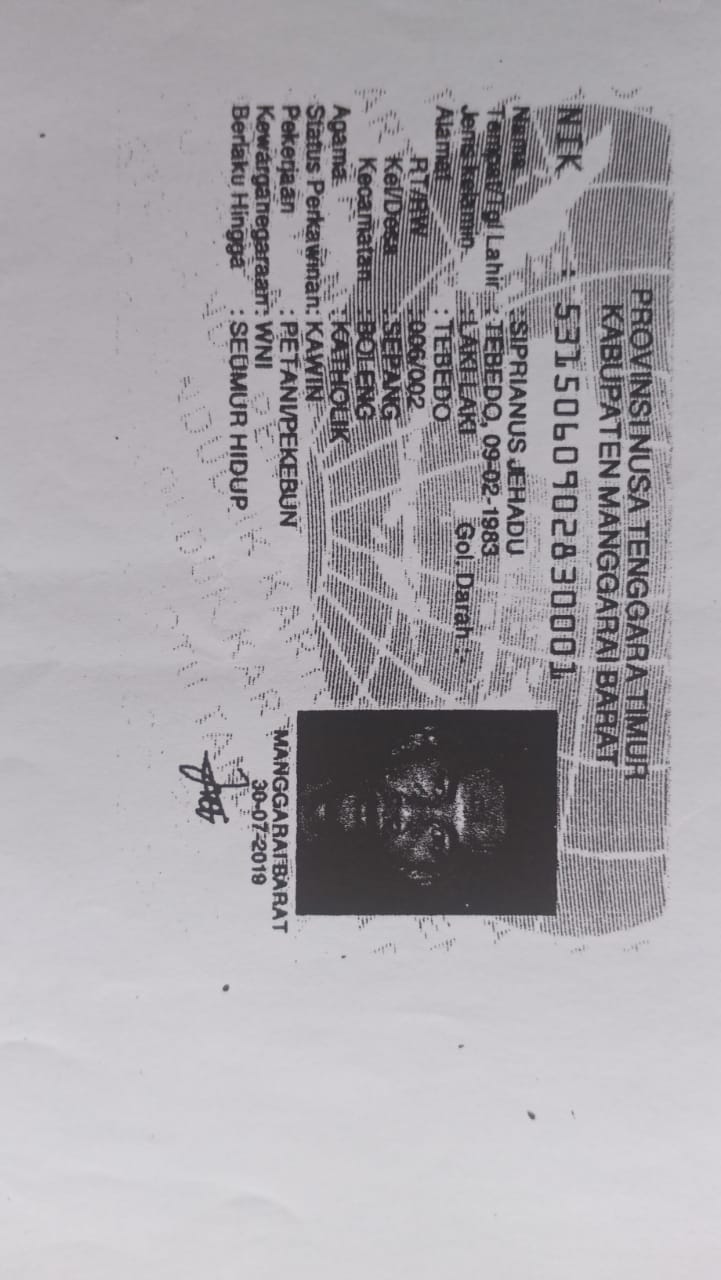 PROVINSI NUSA TENGGARA TIMUR
KABUPATEN MANGGARAI BARAT
NIK : 5315060902830001
Nama : SIPRIANUS JEHADU
Tempat/Tgl Lahir : TEBEDO, 09-02-1983
Jenis kelamin : LAKI-LAKI Gol. Darah : -
Alamat : TEBEDO
RT/RW : 006/002
Kel/Desa : SEPANG
Kecamatan : BOLENG
Agama : KATHOLIK
Status Perkawinan: KAWIN
Pekerjaan : PETANI/PEKEBUN
Kewarganegaraan: WNI
Berlaku Hingga : SEUMUR HIDUP
MANGGARAI BARAT
30-07-2019